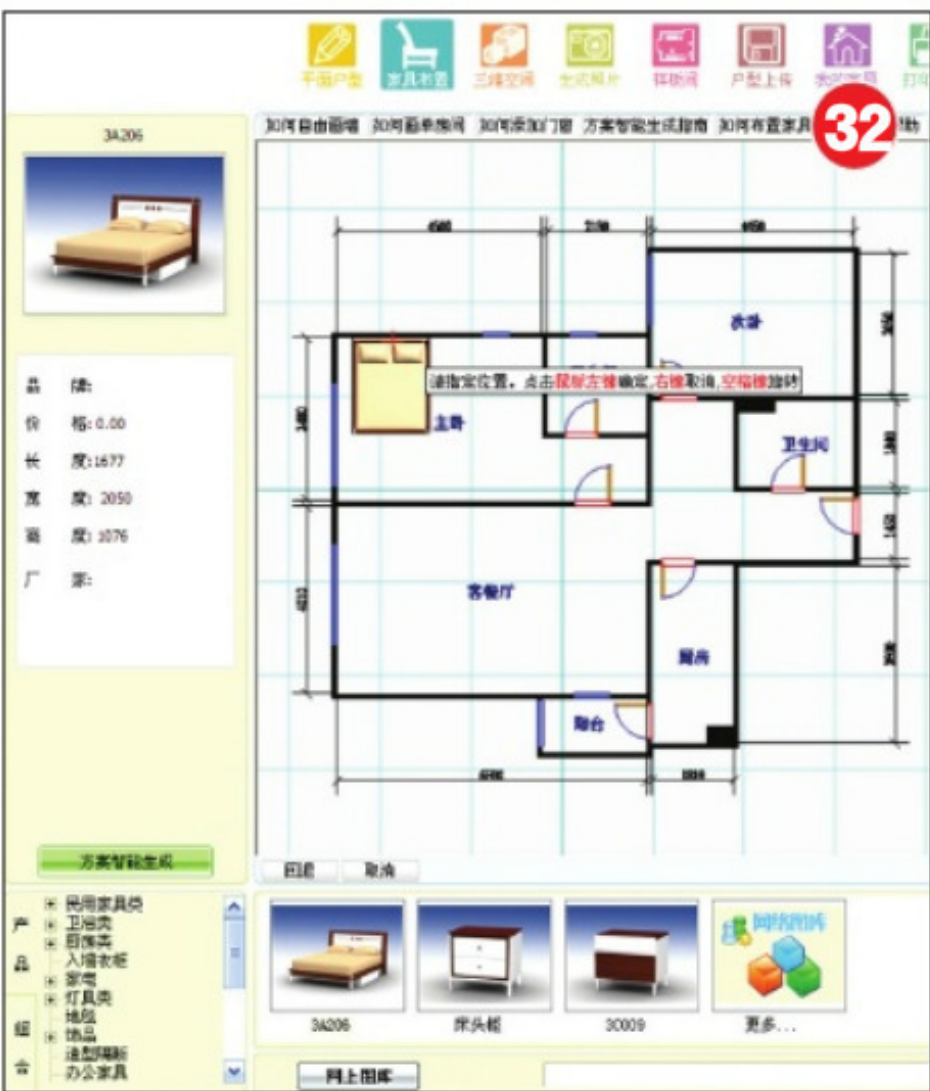 平面户型 家具布置 三维空间 生成照片 样板间 户型上传 我的家园
32
如何自由画墙 如何画单房间 如何添加门窗 方案智能生成指南 如何布置家具
3A206
品 牌:
价 格: 0.00
长 度: 1677
宽 度: 2050
高 度: 1076
厂 家:
4500
次卧
请指定位置。点击鼠标左键确定,右键取消,空格键旋转
主卧
卫生间
客餐厅
厨房
阳台
方案智能生成
回退 取消
产品
组合
民用家具类
卫浴类
厨房类
入墙衣柜
家电
灯具类
地毯
饰品
造型隔断
办公家具
3A206
床头柜
3C009
网络图库
更多...
网上图库